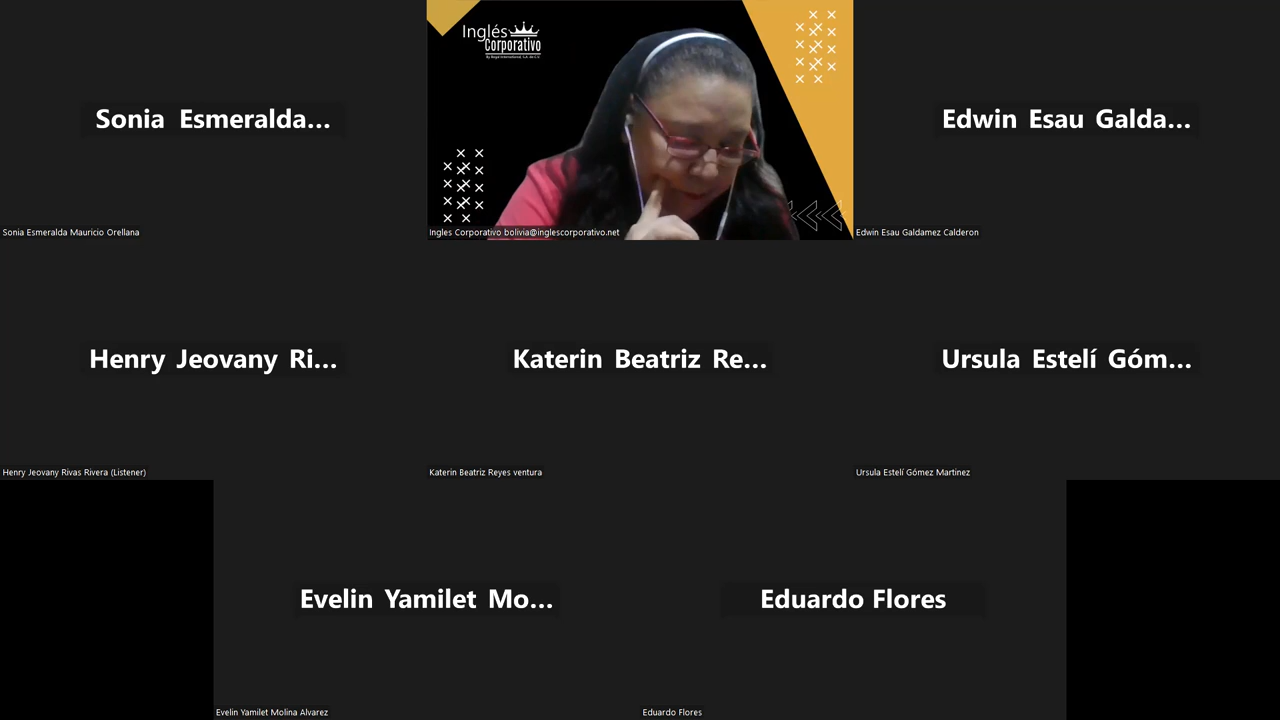 Sonia Esmeralda...
Sonia Esmeralda Mauricio Orellana
Inglés
Corporativo
Ingles Corporativo bolivia@inglescorporativo.net
Edwin Esau Galda...
Edwin Esau Galdamez Calderon
Henry Jeovany Ri...
Henry Jeovany Rivas Rivera (Listener)
Katerin Beatriz Re...
Katerin Beatriz Reyes ventura
Ursula Estelí Góm...
Ursula Estelí Gómez Martinez
Evelin Yamilet Mo...
Evelin Yamilet Molina Alvarez
Eduardo Flores
Eduardo Flores